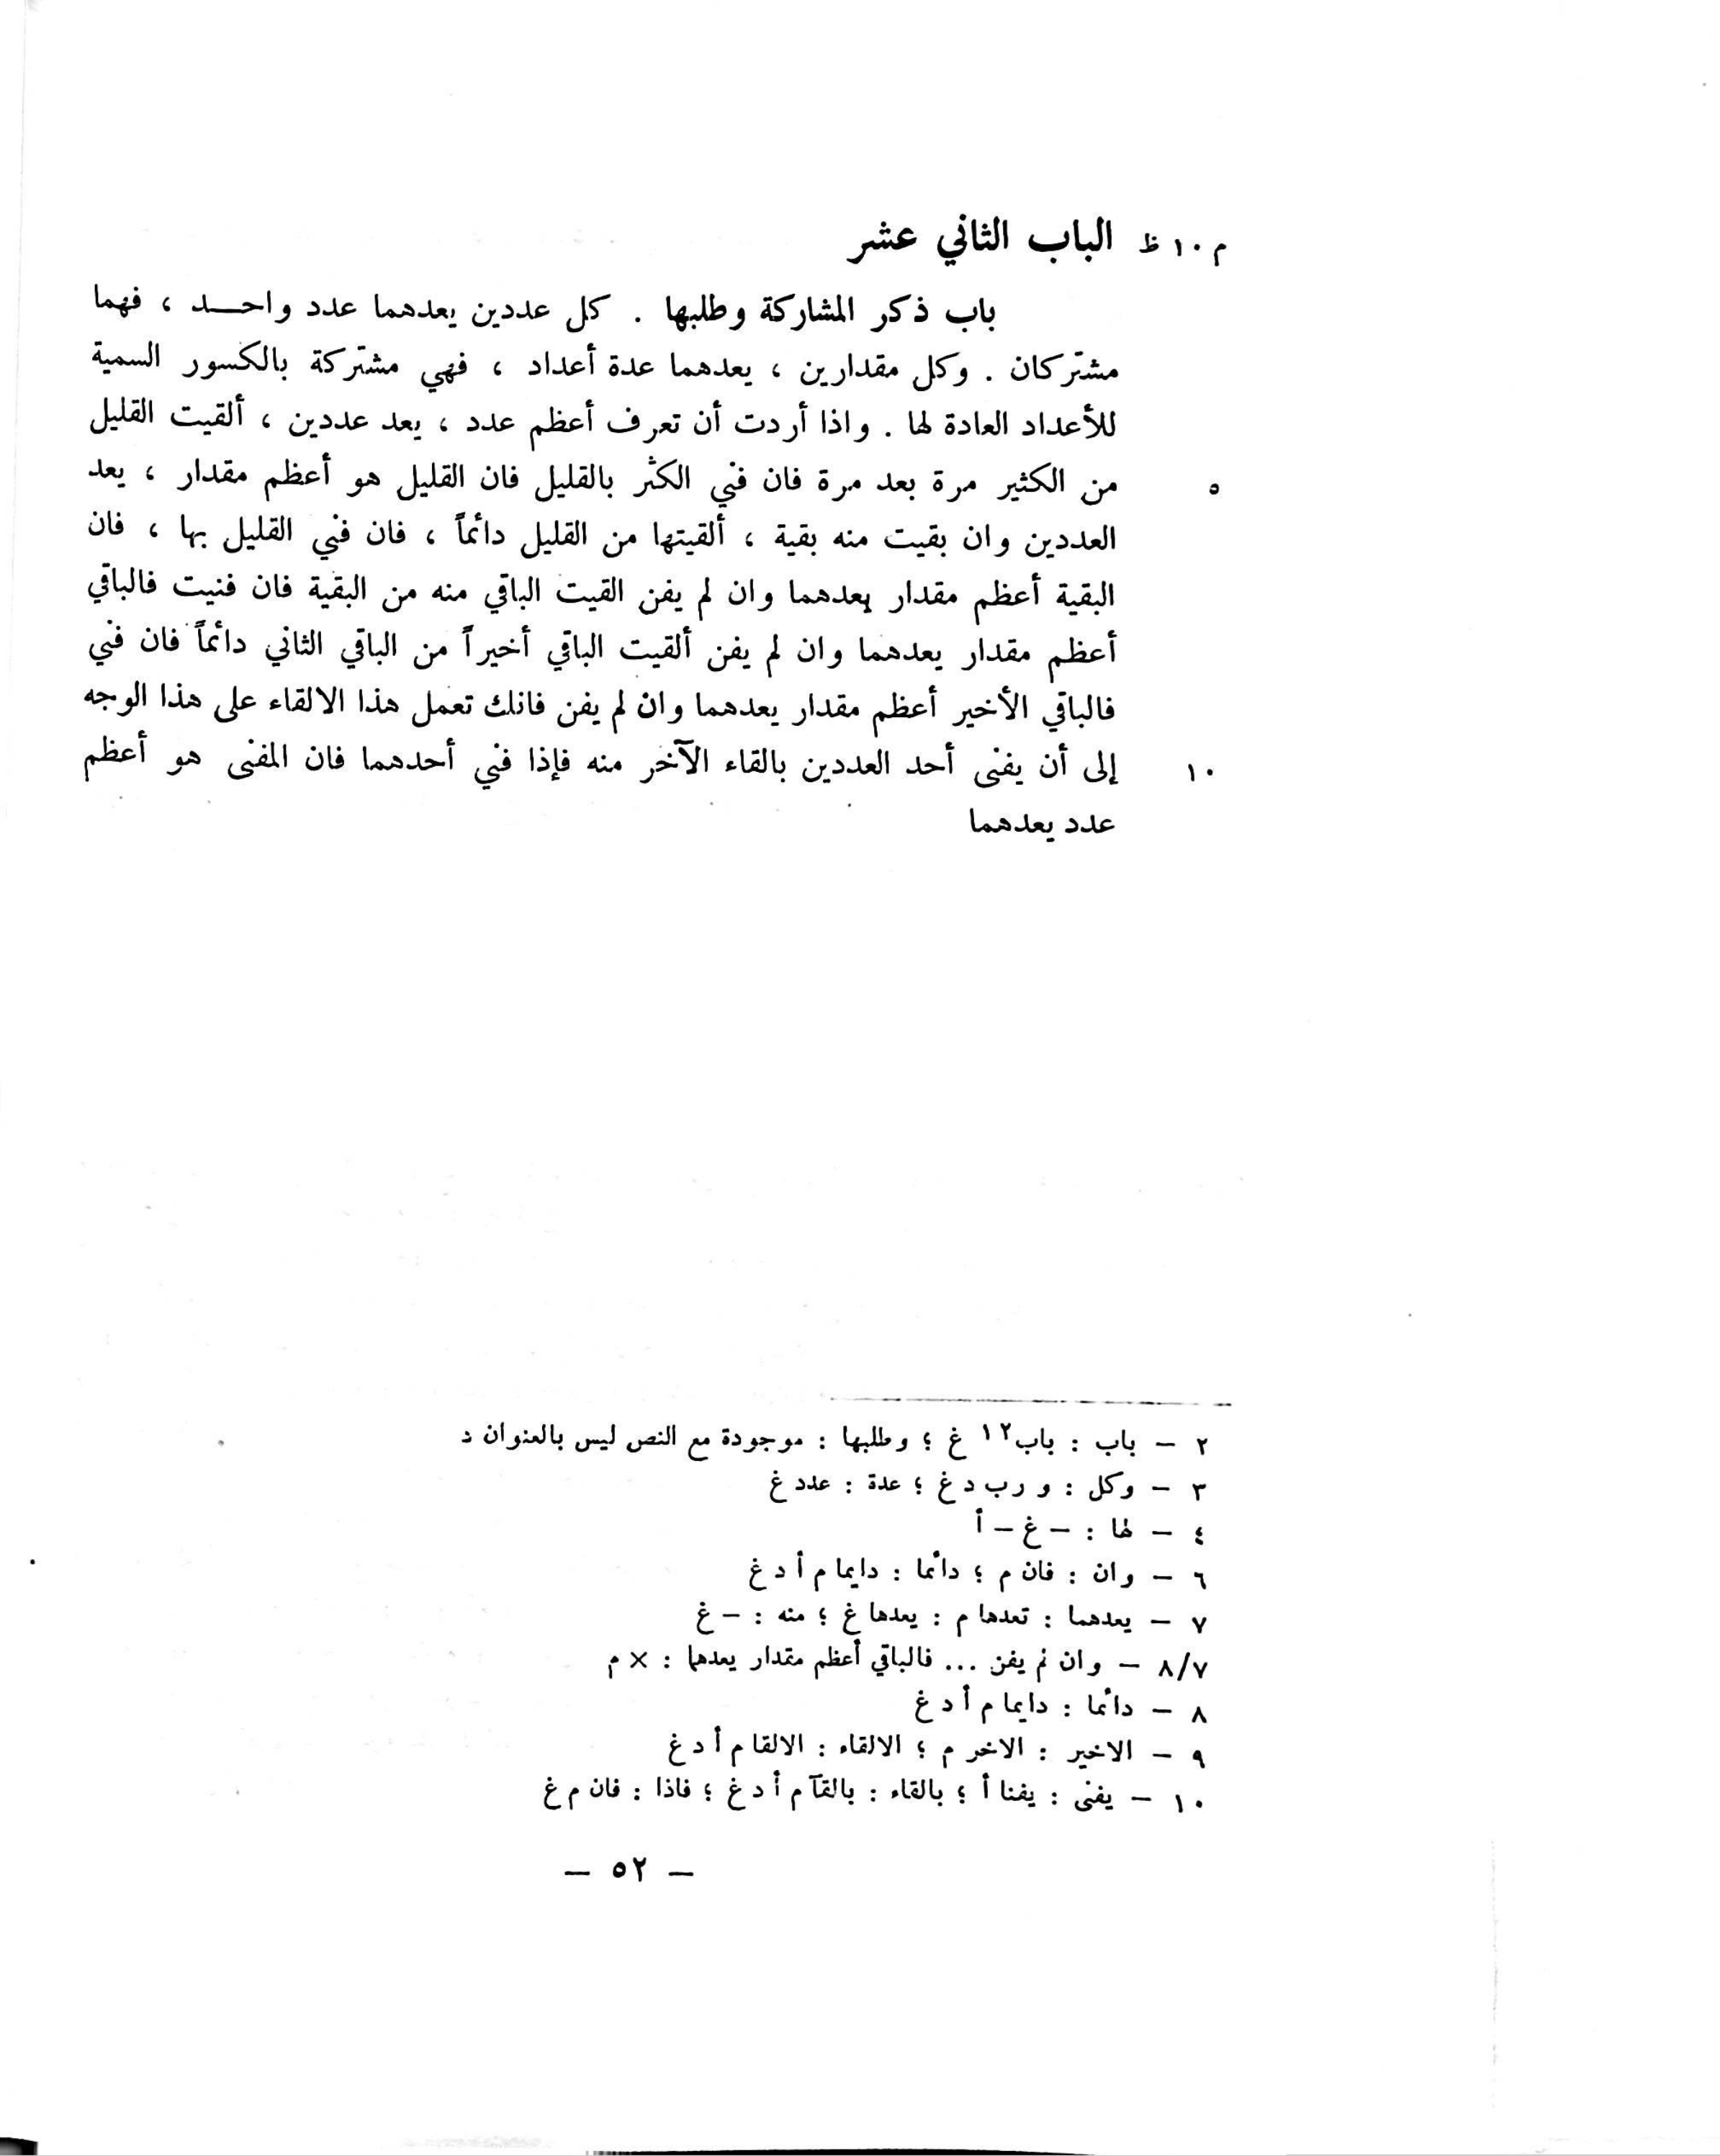 م ١٠ ظ الباب الثاني عشر
باب ذكر المشاركة وطلبها . كل عددين يعدهما عدد واحـــد ، فهما
مشتركان . وكل مقدارين ، يعدهما عدة أعداد ، فهي مشتركة بالكسور السمية
للأعداد العادة لها . واذا أردت أن تعرف أعظم عدد ، يعد عددين ، ألقيت القليل
٥ من الكثير مرة بعد مرة فان فني الكثر بالقليل فان القليل هو أعظم مقدار ، يعد
العددين وان بقيت منه بقية ، ألقيتها من القليل دائماً ، فان فني القليل بها ، فان
البقية أعظم مقدار يعدهما وان لم يفن القيت الباقي منه من البقية فان فنيت فالباقي
أعظم مقدار يعدهما وان لم يفن ألقيت الباقي أخيراً من الباقي الثاني دائماً فان فني
فالباقي الأخير أعظم مقدار يعدهما وان لم يفن فانك تعمل هذا الالقاء على هذا الوجه
١٠ إلى أن يفنى أحد العددين بالقاء الآخر منه فإذا فني أحدهما فان المفنى هو أعظم
عدد يعدهما
٢ – باب : باب ١٢ غ ؛ وطلبها : موجودة مع النص ليس بالعنوان د
٣ – وكل : و رب د غ ؛ عدة : عدد غ
٤ – لها : – غ – أ
٦ – وان : فان م ؛ دائما : دايما م أ د غ
٧ – يعدهما : تعدها م : يعدها غ ؛ منه : – غ
٨/٧ – وان لم يفن ... فالباقي أعظم مقدار يعدهما : × م
٨ – دائما : دايما م أ د غ
٩ – الاخير : الاخر م ؛ الالقاء : الالقا م أ د غ
١٠ – يفنى : يفنا أ ؛ بالقاء : بالقآ م أ د غ ؛ فاذا : فان م غ
– ٥٢ –